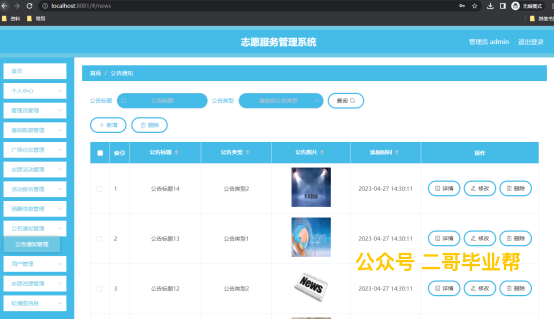 localhost:8081/#/news
无痕模式
资料 常用
志愿服务管理系统
管理员 admin 退出登录
首页
个人中心
管理员管理
基础数据管理
广场论坛管理
志愿活动管理
活动报名管理
捐赠信息管理
公告通知管理
公告通知管理
用户管理
志愿资源管理
轮播图信息
首页 / 公告通知
公告标题 公告标题 公告类型 请选择公告类型 查询
+ 新增 删除
索引 公告标题 公告类型 公告图片 添加时间 操作
1 公告标题14 公告类型2 2023-04-27 14:30:11 详情 修改 删除
2 公告标题13 公告类型1 2023-04-27 14:30:11 详情 修改 删除
公众号 二哥毕业帮
3 公告标题12 公告类型2 News 2023-04-27 14:30:11 详情 修改 删除